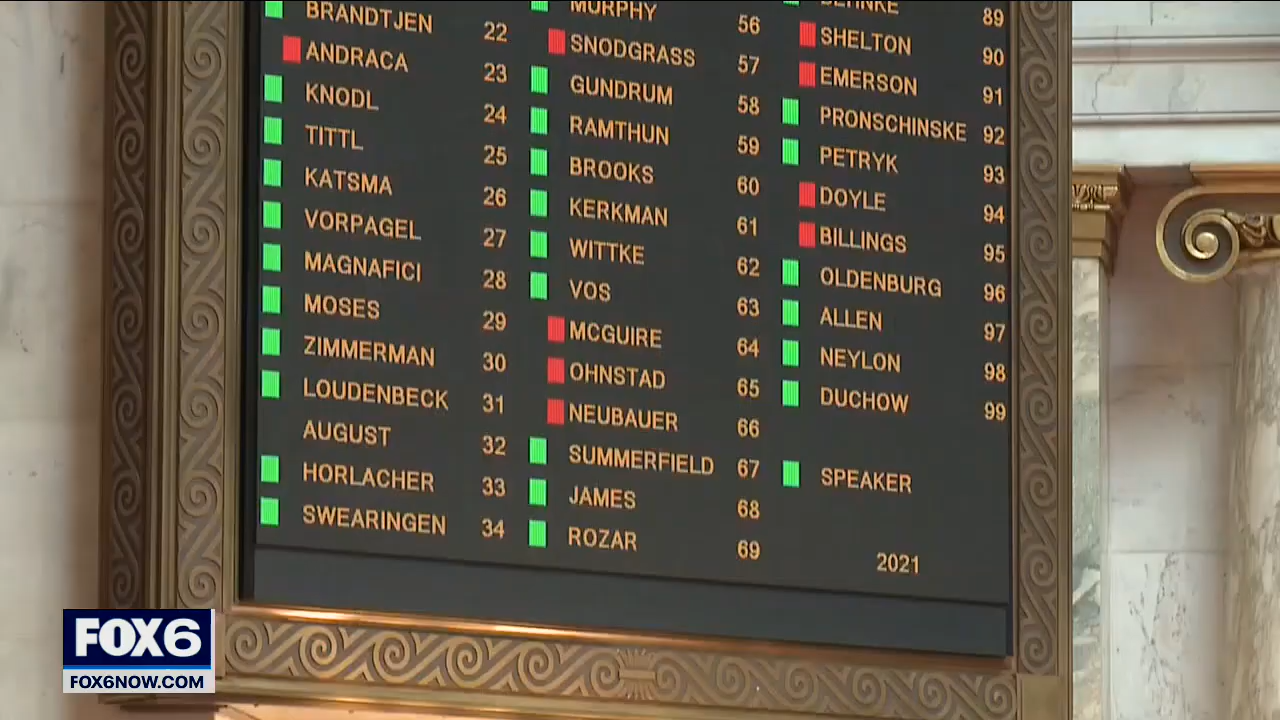 BRANDTJEN 22
ANDRACA 23
KNODL 24
TITTL 25
KATSMA 26
VORPAGEL 27
MAGNAFICI 28
MOSES 29
ZIMMERMAN 30
LOUDENBECK 31
AUGUST 32
HORLACHER 33
SWEARINGEN 34
MURPHY 56
SNODGRASS 57
GUNDRUM 58
RAMTHUN 59
BROOKS 60
KERKMAN 61
WITTKE 62
VOS 63
MCGUIRE 64
OHNSTAD 65
NEUBAUER 66
SUMMERFIELD 67
JAMES 68
ROZAR 69
BEHNKE 89
SHELTON 90
EMERSON 91
PRONSCHINSKE 92
PETRYK 93
DOYLE 94
BILLINGS 95
OLDENBURG 96
ALLEN 97
NEYLON 98
DUCHOW 99
SPEAKER
2021
FOX6
FOX6NOW.COM